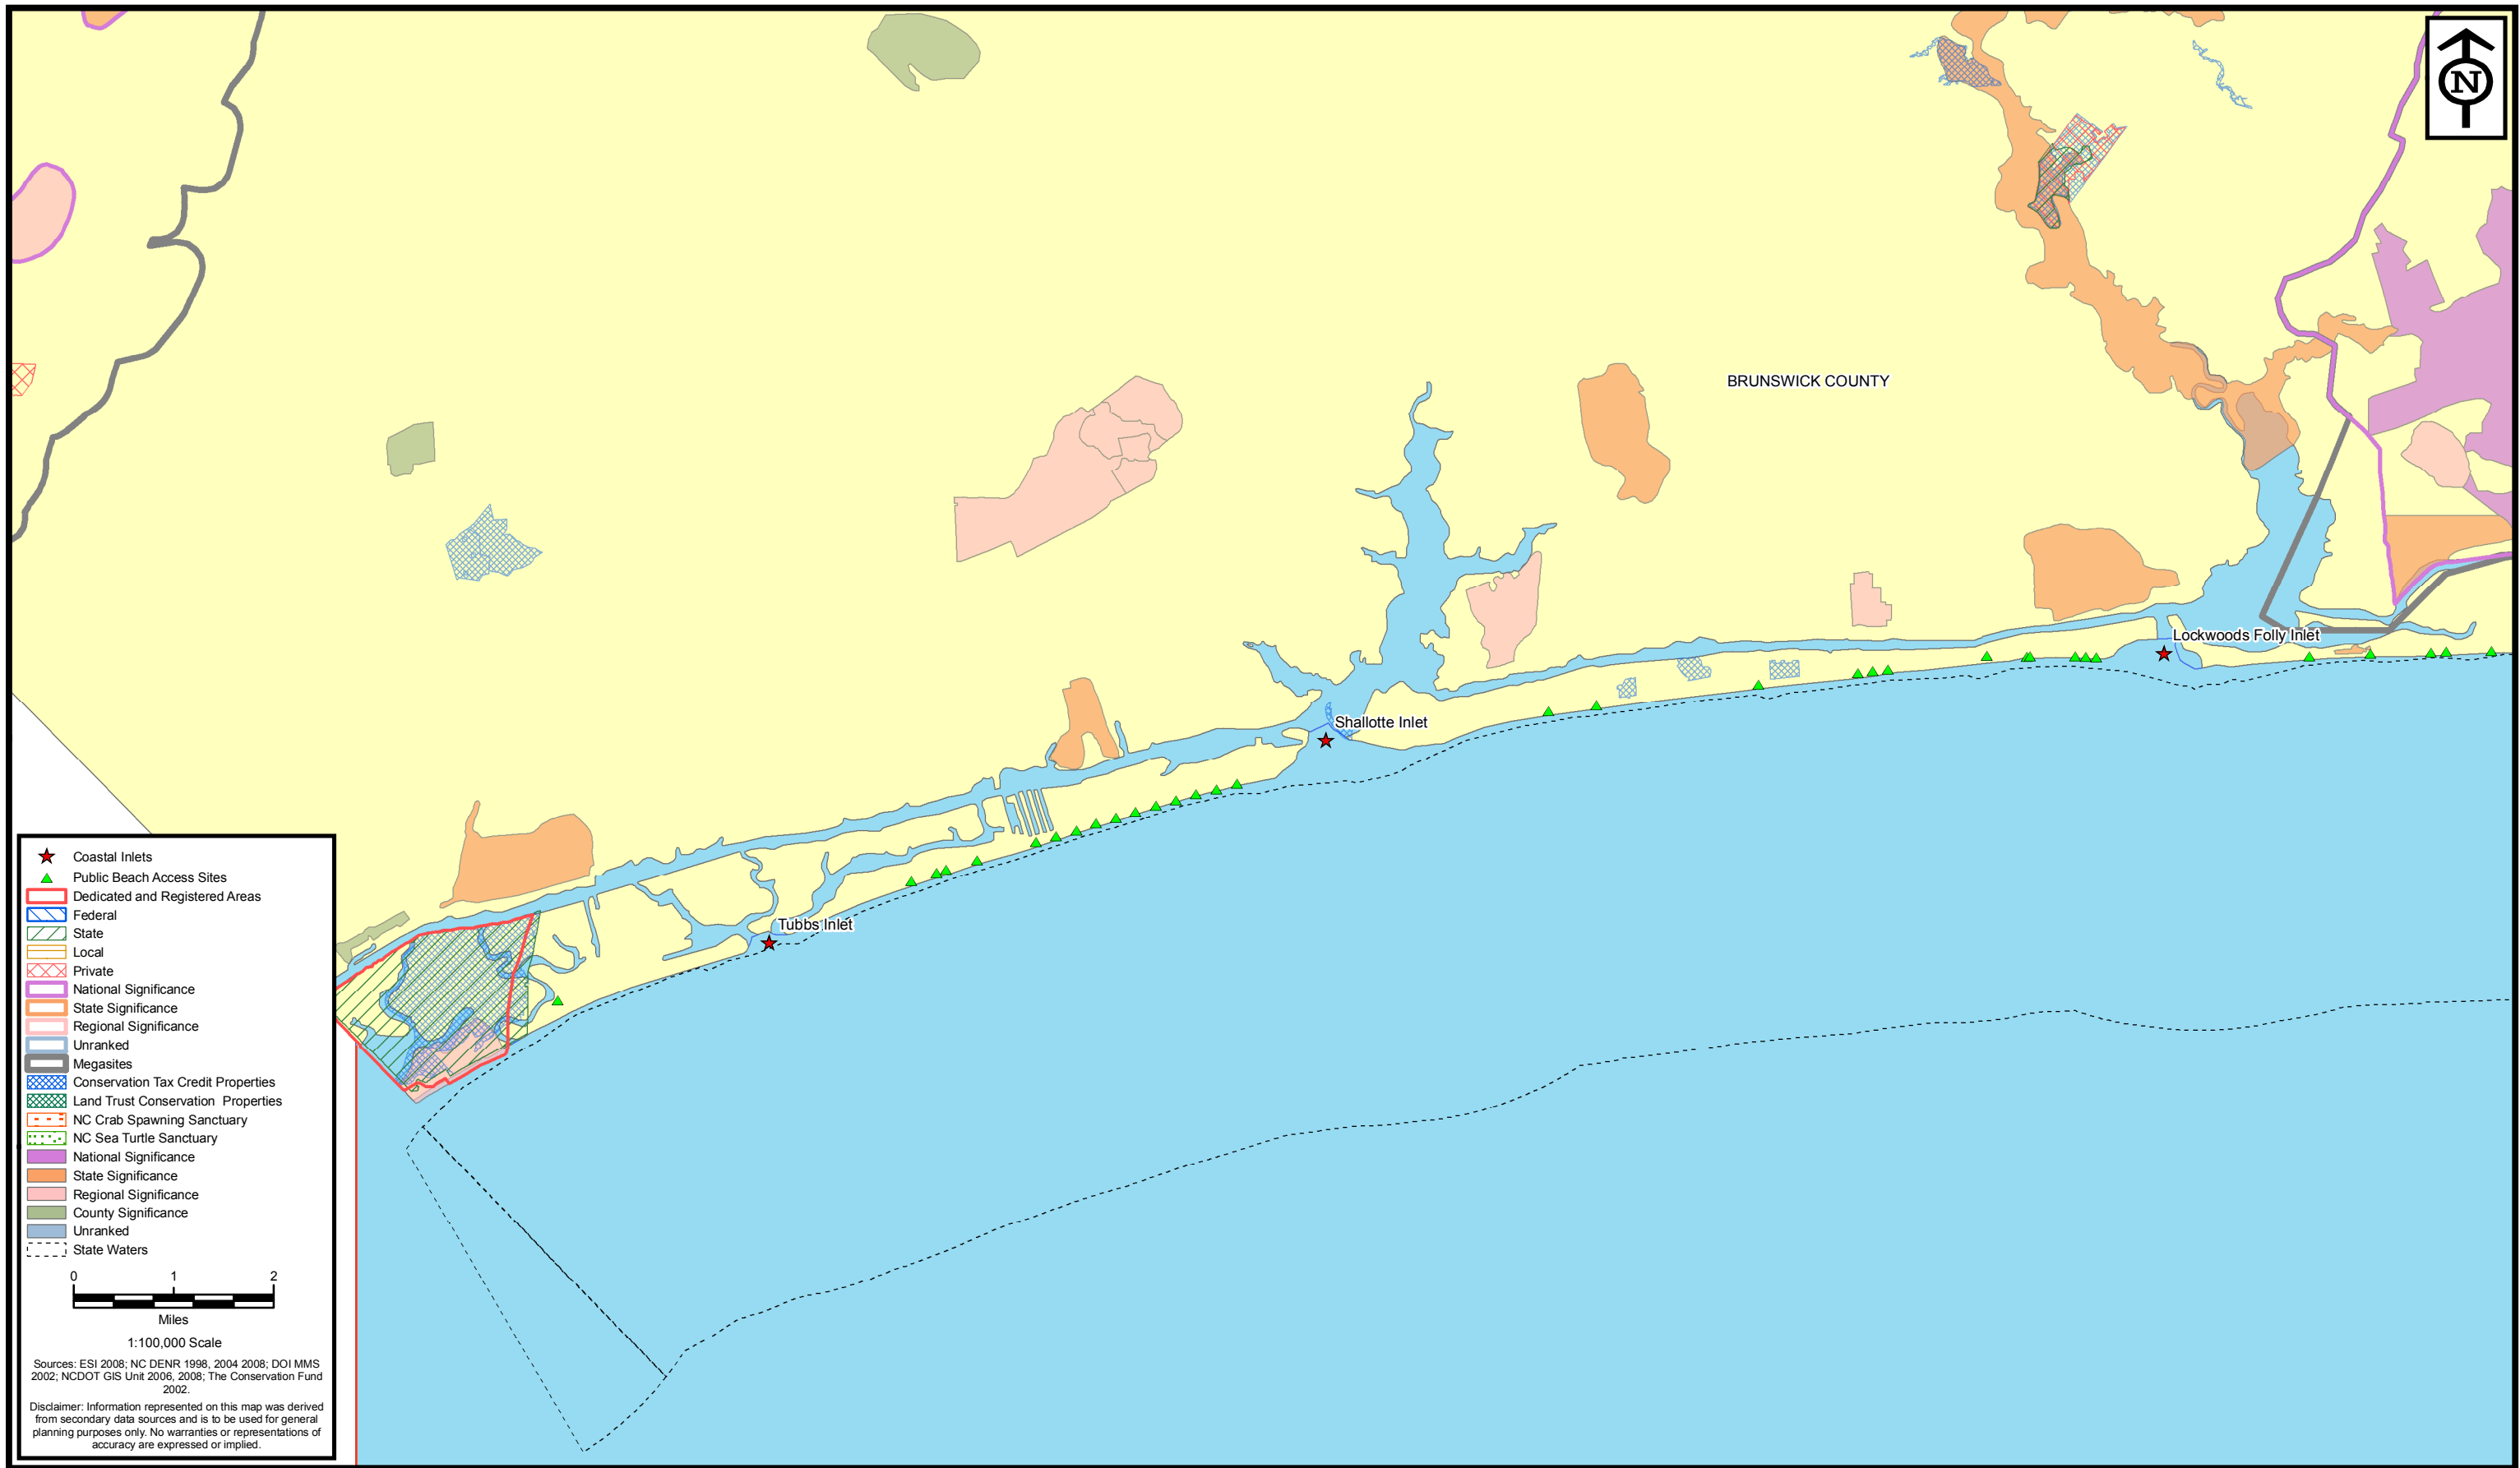 N
BRUNSWICK COUNTY
Lockwoods Folly Inlet
Shallotte Inlet
Tubbs Inlet
Coastal Inlets
Public Beach Access Sites
Dedicated and Registered Areas
Federal
State
Local
Private
National Significance
State Significance
Regional Significance
Unranked
Megasites
Conservation Tax Credit Properties
Land Trust Conservation Properties
NC Crab Spawning Sanctuary
NC Sea Turtle Sanctuary
National Significance
State Significance
Regional Significance
County Significance
Unranked
State Waters
0 1 2
Miles
1:100,000 Scale
Sources: ESI 2008; NC DENR 1998, 2004 2008; DOI MMS
2002; NCDOT GIS Unit 2006, 2008; The Conservation Fund
2002.
Disclaimer: Information represented on this map was derived
from secondary data sources and is to be used for general
planning purposes only. No warranties or representations of
accuracy are expressed or implied.